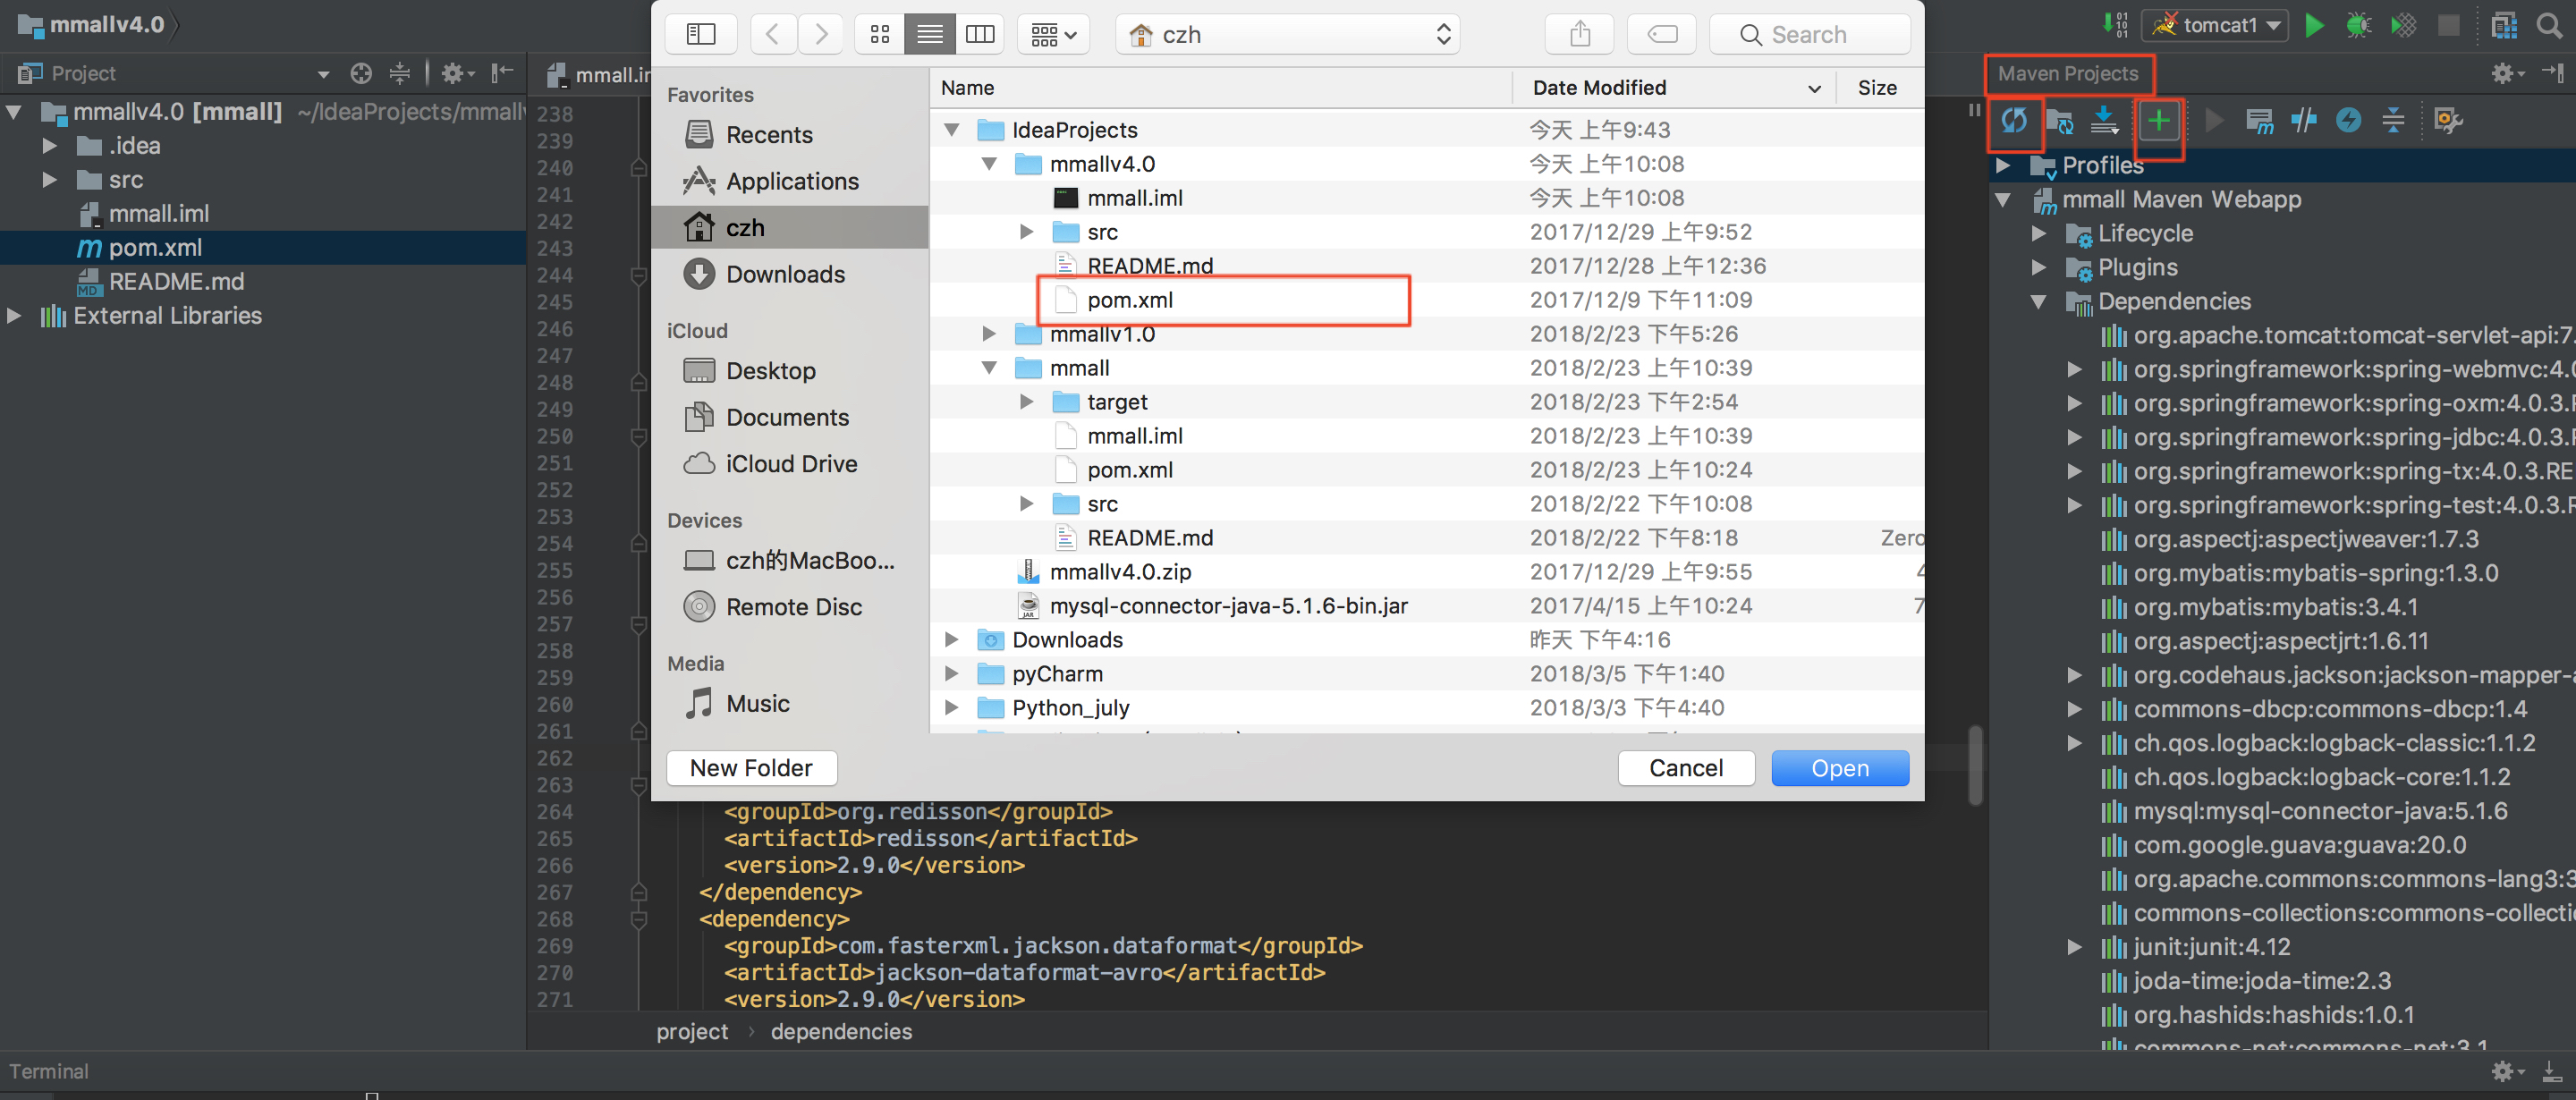 mmallv4.0
tomcat1
Project
mmallv4.0 [mmall] ~/IdeaProjects/mmallv
.idea
src
mmall.iml
pom.xml
README.md
External Libraries
mmall.im
238
239
240
241
242
243
244
245
246
247
248
249
250
251
252
253
254
255
256
257
258
259
260
261
262
263
264
265
266
267
268
269
270
271
czh
Search
Favorites
Recents
Applications
czh
Downloads
iCloud
Desktop
Documents
iCloud Drive
Devices
czh的MacBoo...
Remote Disc
Media
Music
Name Date Modified Size
IdeaProjects 今天 上午9:43
mmallv4.0 今天 上午10:08
mmall.iml 今天 上午10:08
src 2017/12/29 上午9:52
README.md 2017/12/28 上午12:36
pom.xml 2017/12/9 下午11:09
mmallv1.0 2018/2/23 下午5:26
mmall 2018/2/23 上午10:39
target 2018/2/23 下午2:54
mmall.iml 2018/2/23 上午10:39
pom.xml 2018/2/23 上午10:24
src 2018/2/22 下午10:08
README.md 2018/2/22 下午8:18 Zero
mmallv4.0.zip 2017/12/29 上午9:55 4
mysql-connector-java-5.1.6-bin.jar 2017/4/15 上午10:24 7
Downloads 昨天 下午4:16
pyCharm 2018/3/5 下午1:40
Python_july 2018/3/3 下午4:40
New Folder
Cancel
Open
<groupId>org.redisson</groupId>
<artifactId>redisson</artifactId>
<version>2.9.0</version>
</dependency>
<dependency>
<groupId>com.fasterxml.jackson.dataformat</groupId>
<artifactId>jackson-dataformat-avro</artifactId>
<version>2.9.0</version>
project › dependencies
Maven Projects
Profiles
mmall Maven Webapp
Lifecycle
Plugins
Dependencies
org.apache.tomcat:tomcat-servlet-api:7.
org.springframework:spring-webmvc:4.0
org.springframework:spring-oxm:4.0.3.R
org.springframework:spring-jdbc:4.0.3.R
org.springframework:spring-tx:4.0.3.RE
org.springframework:spring-test:4.0.3.R
org.aspectj:aspectjweaver:1.7.3
org.mybatis:mybatis-spring:1.3.0
org.mybatis:mybatis:3.4.1
org.aspectj:aspectjrt:1.6.11
org.codehaus.jackson:jackson-mapper-a
commons-dbcp:commons-dbcp:1.4
ch.qos.logback:logback-classic:1.1.2
ch.qos.logback:logback-core:1.1.2
mysql:mysql-connector-java:5.1.6
com.google.guava:guava:20.0
org.apache.commons:commons-lang3:3
commons-collections:commons-collectio
junit:junit:4.12
joda-time:joda-time:2.3
org.hashids:hashids:1.0.1
commons-net:commons-net:3.1
Terminal